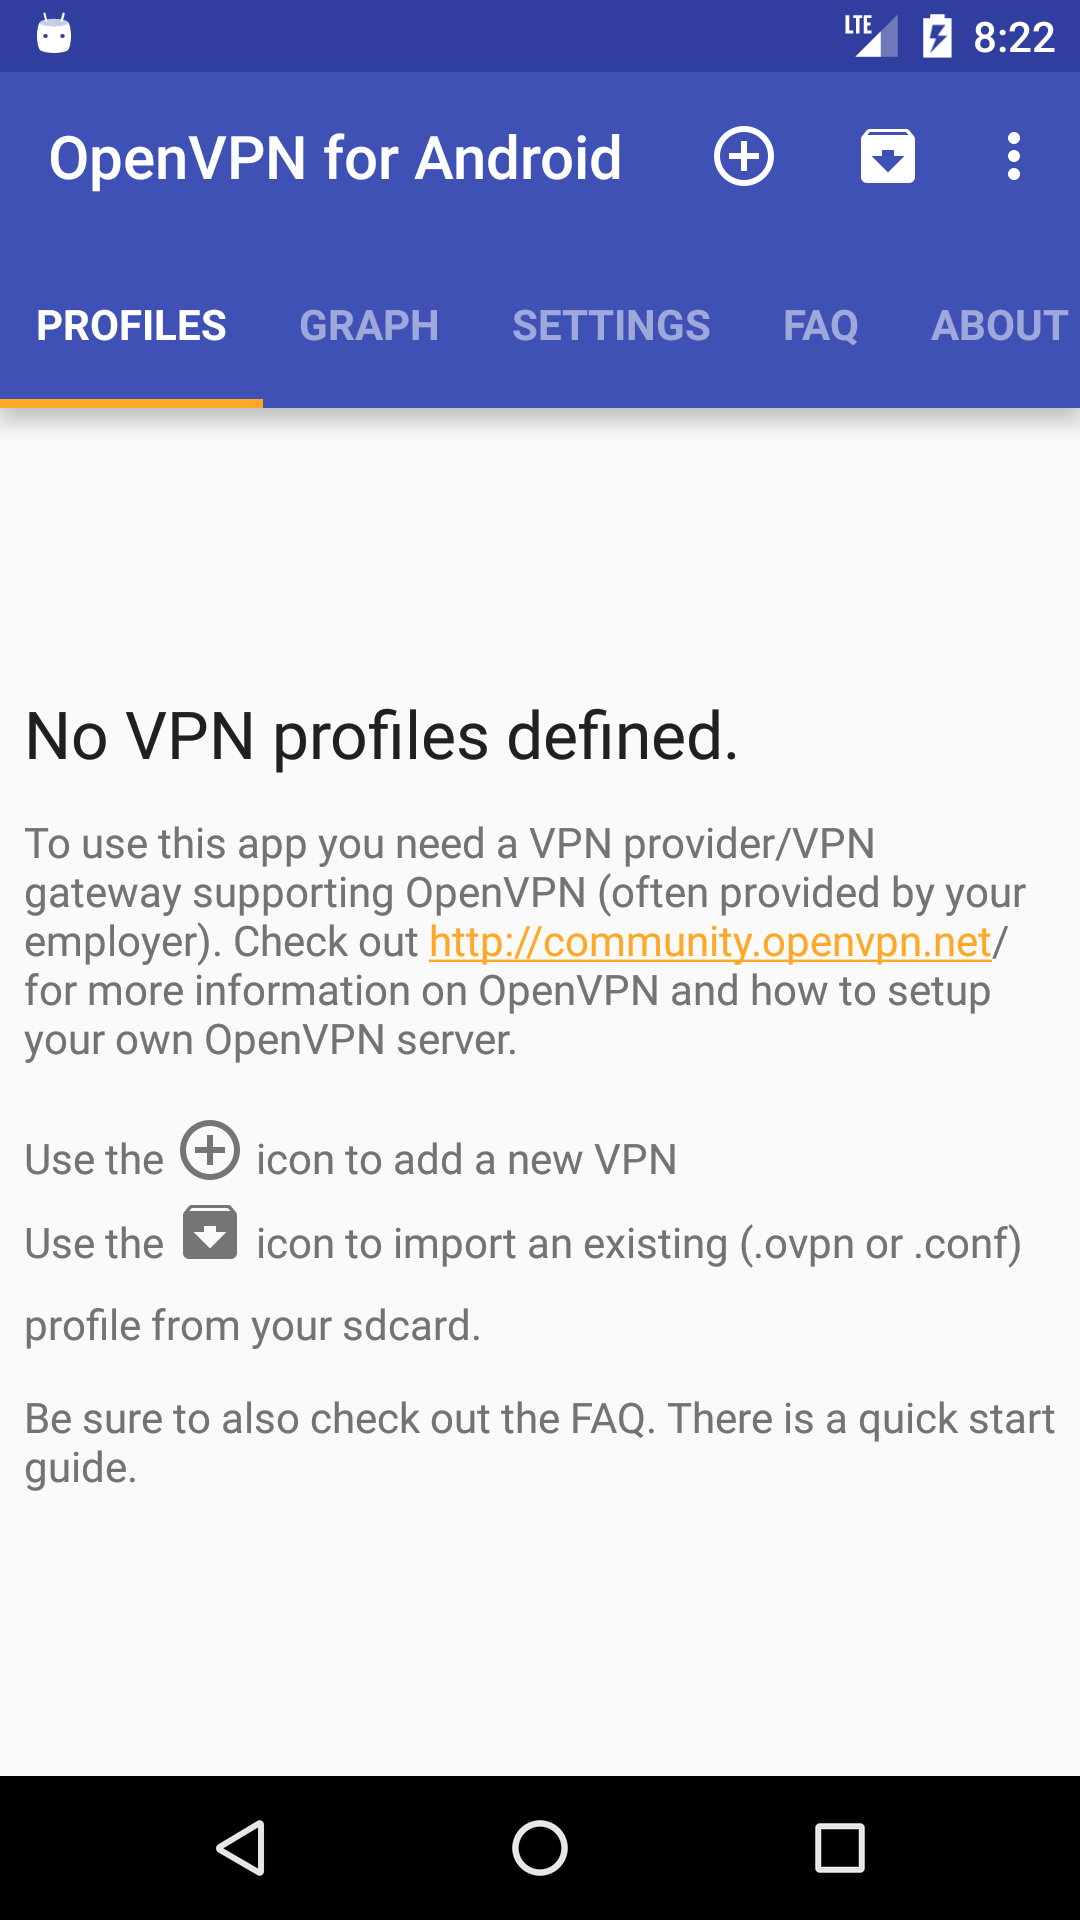 LTE 8:22
OpenVPN for Android
PROFILES GRAPH SETTINGS FAQ ABOUT
No VPN profiles defined.
To use this app you need a VPN provider/VPN
gateway supporting OpenVPN (often provided by your
employer). Check out http://community.openvpn.net/
for more information on OpenVPN and how to setup
your own OpenVPN server.
Use the icon to add a new VPN
Use the icon to import an existing (.ovpn or .conf)
profile from your sdcard.
Be sure to also check out the FAQ. There is a quick start
guide.